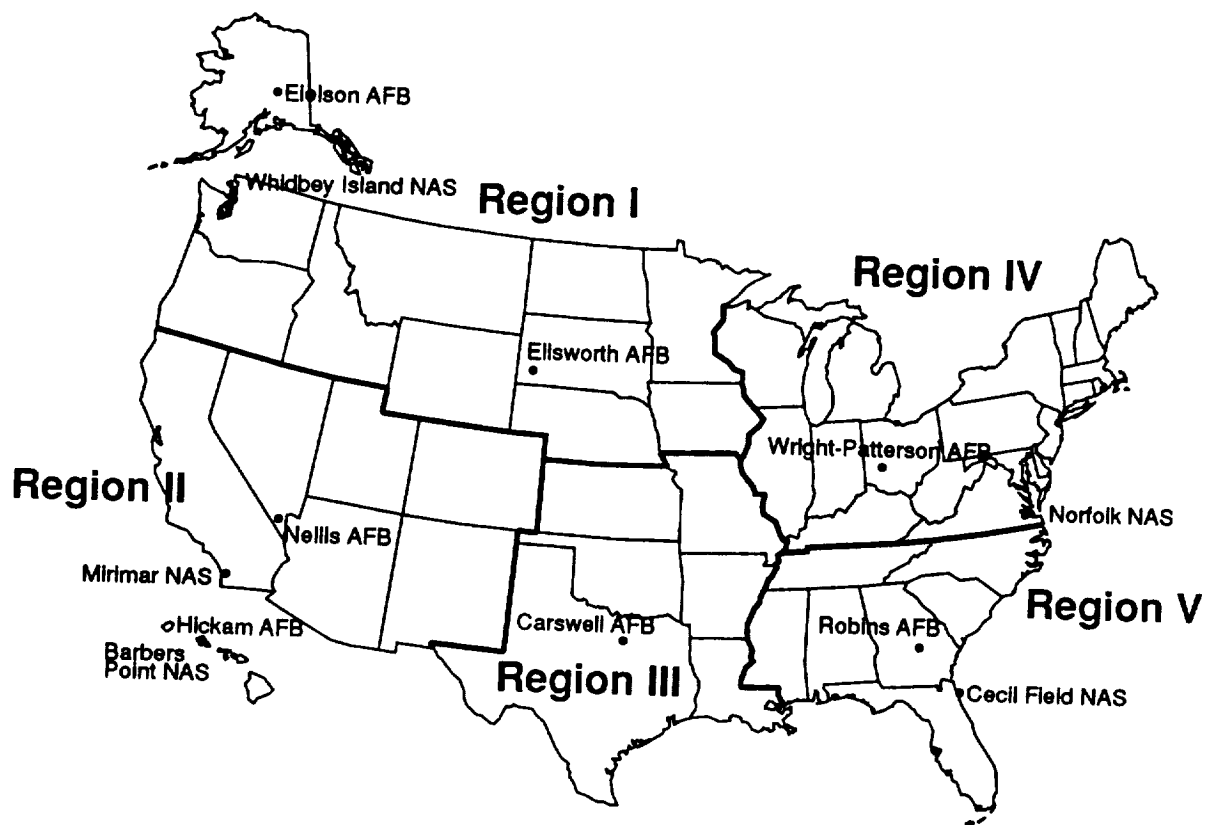 Eielson AFB
Whidbey Island NAS
Region I
Region IV
Ellsworth AFB
Wright-Patterson AFB
Region II
Norfolk NAS
Nellis AFB
Mirimar NAS
Region V
Hickam AFB
Carswell AFB
Robins AFB
Barbers
Point NAS
Region III
Cecil Field NAS